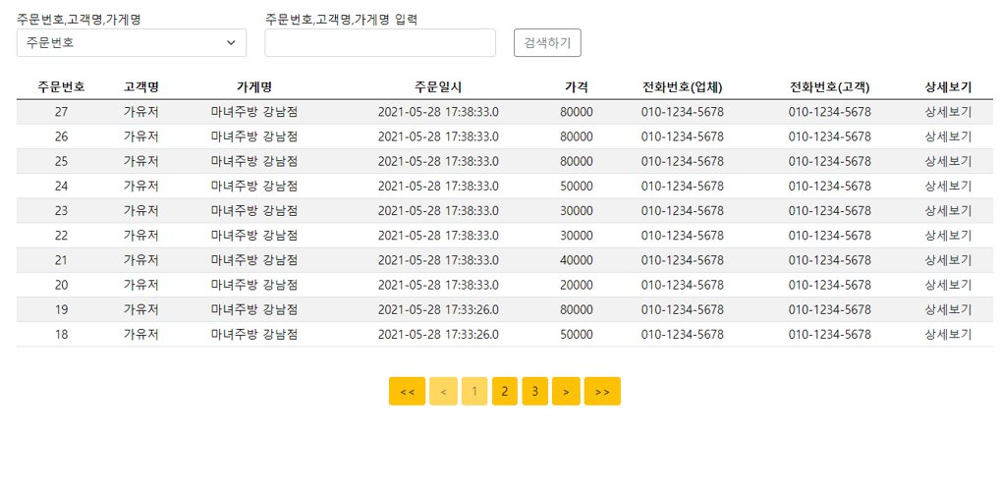 주문번호,고객명,가게명 주문번호,고객명,가게명 입력
주문번호 검색하기
주문번호 고객명 가게명 주문일시 가격 전화번호(업체) 전화번호(고객) 상세보기
27 가유저 마녀주방 강남점 2021-05-28 17:38:33.0 80000 010-1234-5678 010-1234-5678 상세보기
26 가유저 마녀주방 강남점 2021-05-28 17:38:33.0 80000 010-1234-5678 010-1234-5678 상세보기
25 가유저 마녀주방 강남점 2021-05-28 17:38:33.0 80000 010-1234-5678 010-1234-5678 상세보기
24 가유저 마녀주방 강남점 2021-05-28 17:38:33.0 50000 010-1234-5678 010-1234-5678 상세보기
23 가유저 마녀주방 강남점 2021-05-28 17:38:33.0 30000 010-1234-5678 010-1234-5678 상세보기
22 가유저 마녀주방 강남점 2021-05-28 17:38:33.0 30000 010-1234-5678 010-1234-5678 상세보기
21 가유저 마녀주방 강남점 2021-05-28 17:38:33.0 40000 010-1234-5678 010-1234-5678 상세보기
20 가유저 마녀주방 강남점 2021-05-28 17:38:33.0 20000 010-1234-5678 010-1234-5678 상세보기
19 가유저 마녀주방 강남점 2021-05-28 17:33:26.0 80000 010-1234-5678 010-1234-5678 상세보기
18 가유저 마녀주방 강남점 2021-05-28 17:33:26.0 50000 010-1234-5678 010-1234-5678 상세보기
<< < 1 2 3 > >>